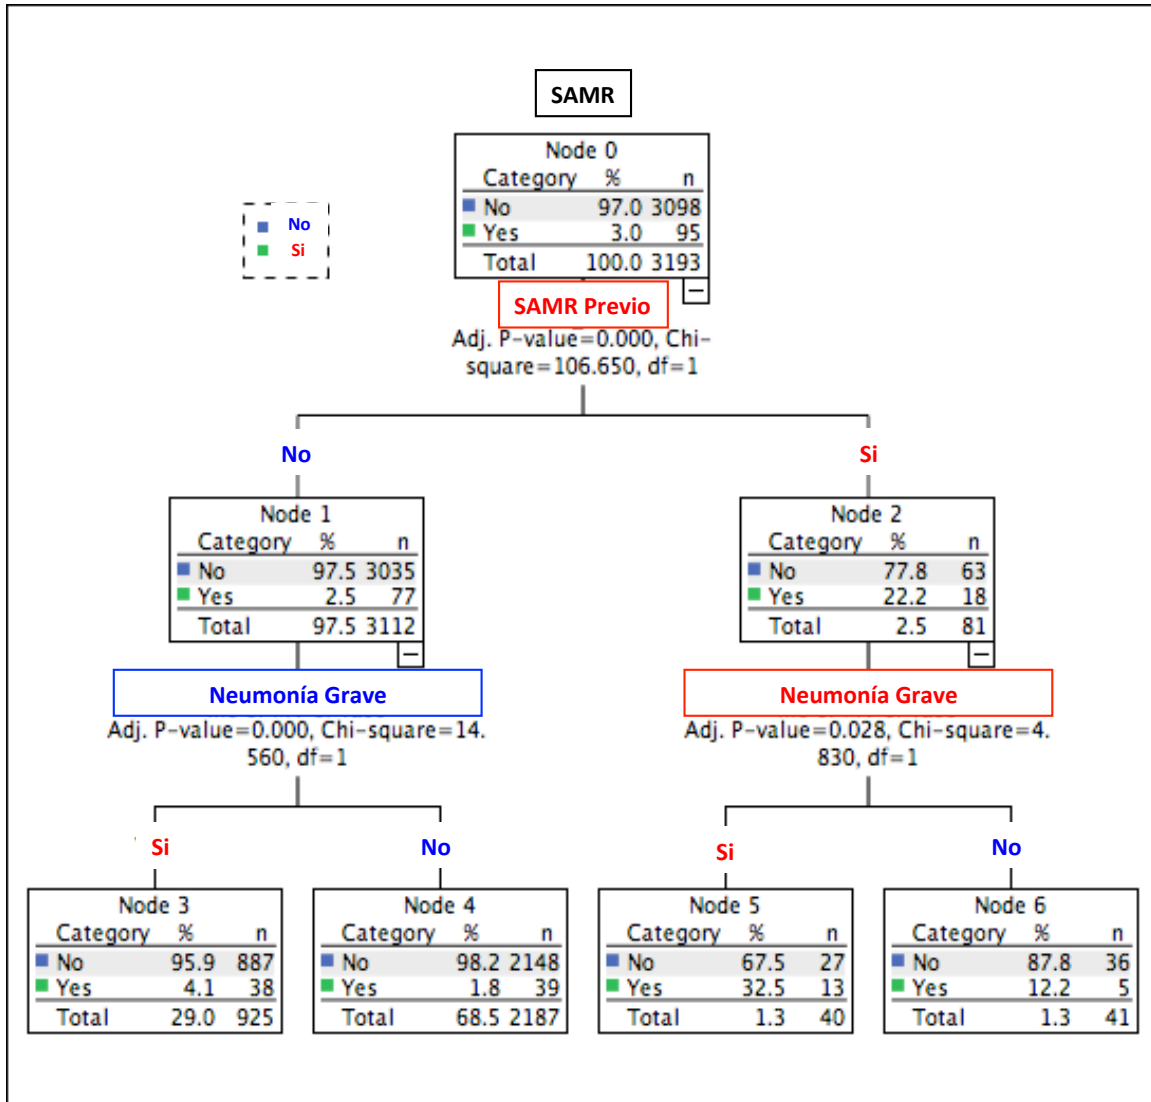 SAMR
Node 0
Category % n
No 97.0 3098
Yes 3.0 95
Total 100.0 3193
No
Si
SAMR Previo
Adj. P-value=0.000, Chi-
square=106.650, df=1
No
Si
Node 1
Category % n
No 97.5 3035
Yes 2.5 77
Total 97.5 3112
Node 2
Category % n
No 77.8 63
Yes 22.2 18
Total 2.5 81
Neumonía Grave
Adj. P-value=0.000, Chi-square=14.
560, df=1
Neumonía Grave
Adj. P-value=0.028, Chi-square=4.
830, df=1
Si
No
Si
No
Node 3
Category % n
No 95.9 887
Yes 4.1 38
Total 29.0 925
Node 4
Category % n
No 98.2 2148
Yes 1.8 39
Total 68.5 2187
Node 5
Category % n
No 67.5 27
Yes 32.5 13
Total 1.3 40
Node 6
Category % n
No 87.8 36
Yes 12.2 5
Total 1.3 41